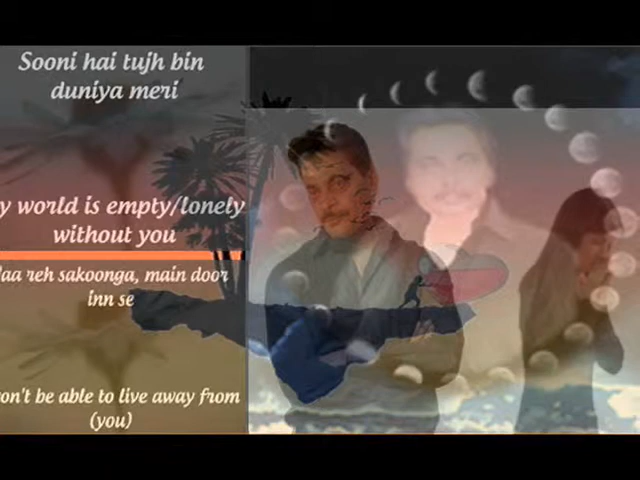 Sooni hai tujh bin
duniya meri
y world is empty/lonely
without you
aa reh sakoonga, main door
inn se
on't be able to live away from
(you)